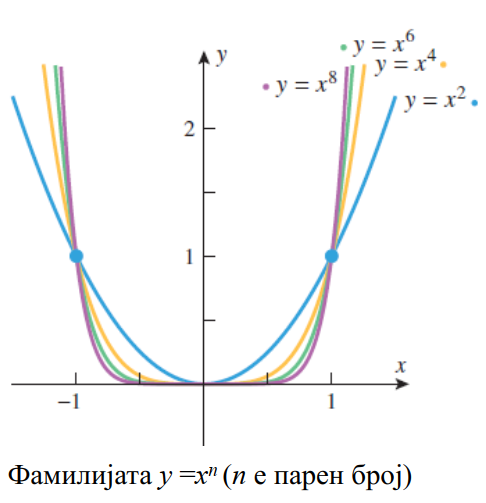 y
y = x⁶
y = x⁴
y = x⁸
y = x²
2
1
x
−1
1
Фамилијата y =xⁿ (n е парен број)